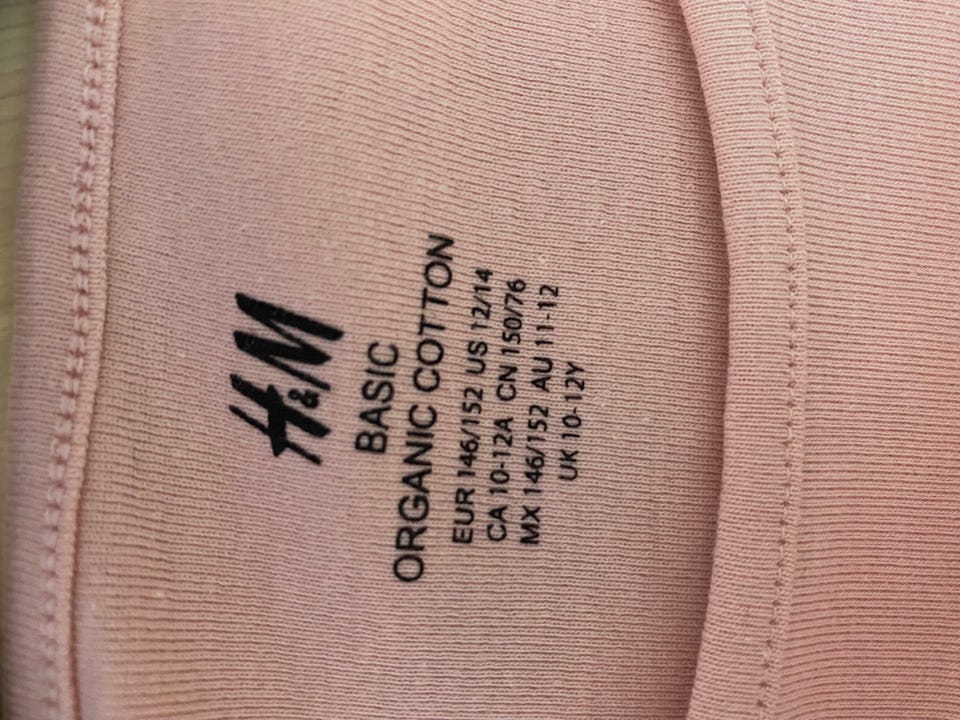 H&M
BASIC
ORGANIC COTTON
EUR 146/152 US 12/14
CA 10-12A CN 150/76
MX 146/152 AU 11-12
UK 10-12Y